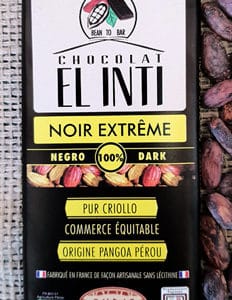 BEAN TO BAR
CHOCOLAT
EL INTI
NOIR EXTRÊME
NEGRO 100% DARK
PUR CRIOLLO
COMMERCE ÉQUITABLE
ORIGINE PANGOA PÉROU
FABRIQUÉ EN FRANCE DE FAÇON ARTISANALE SANS LÉCITHINE